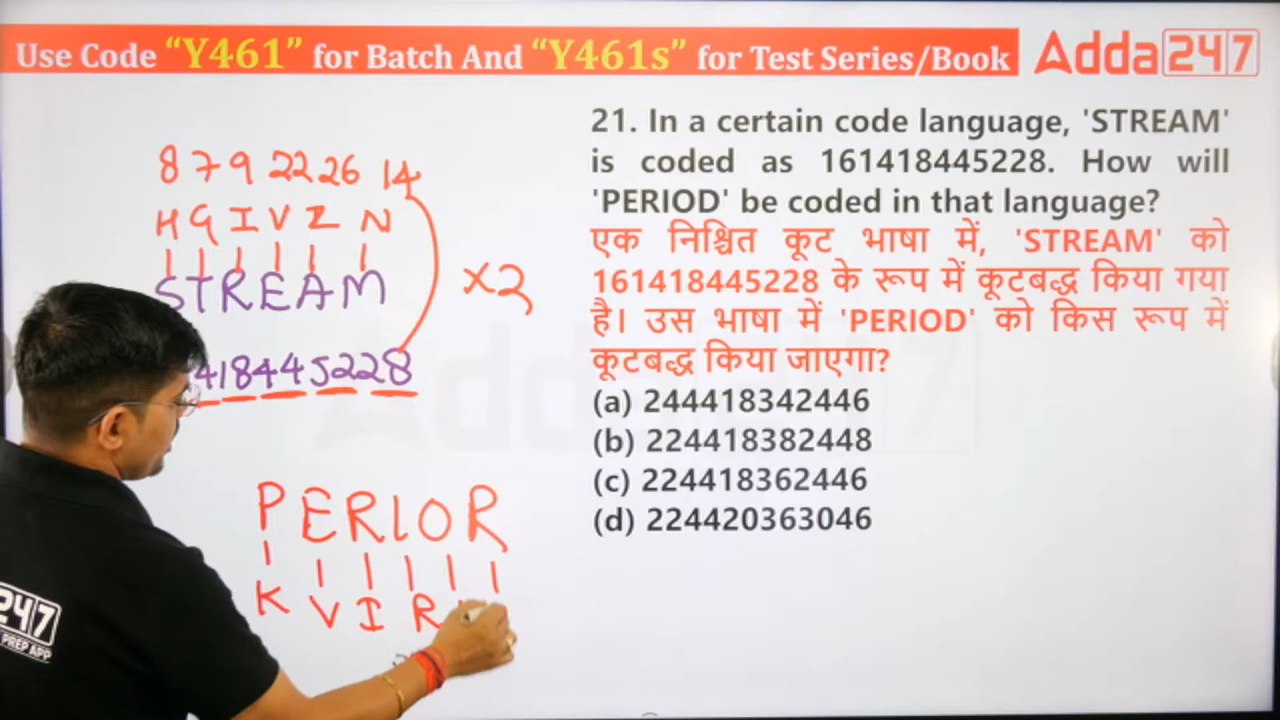 Use Code “Y461” for Batch And “Y461s” for Test Series/Book
Adda247
21. In a certain code language, 'STREAM'
is coded as 161418445228. How will
'PERIOD' be coded in that language?
एक निश्चित कूट भाषा में, 'STREAM' को
161418445228 के रूप में कूटबद्ध किया गया
है। उस भाषा में 'PERIOD' को किस रूप में
कूटबद्ध किया जाएगा?
(a) 244418342446
(b) 224418382448
(c) 224418362446
(d) 224420363046
8 7 9 22 26 14
H G I V Z N
STREAM
×2
418445228
PERIOR
K V I R
247
PREP APP